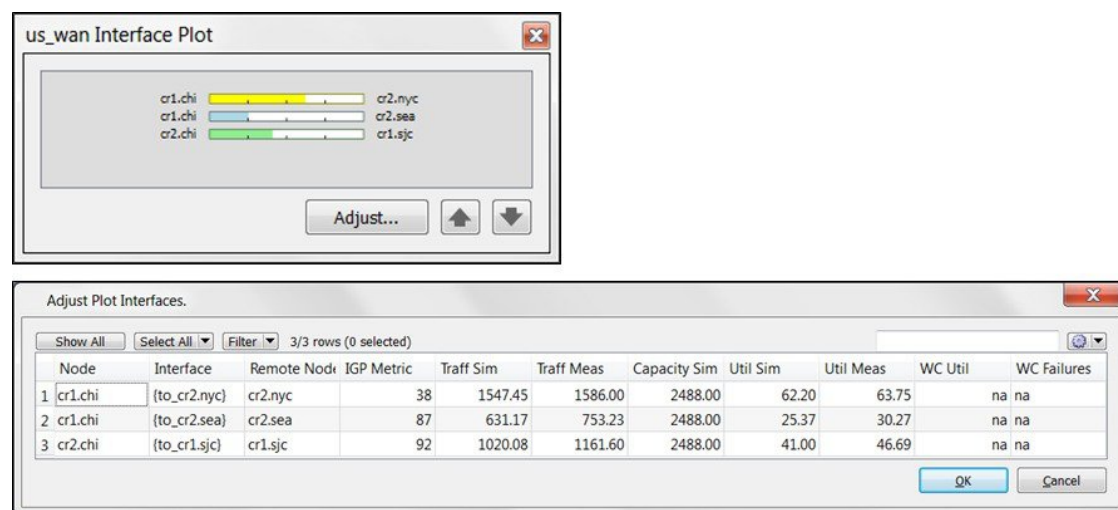 us_wan Interface Plot
cr1.chi cr2.nyc
cr1.chi cr2.sea
cr2.chi cr1.sjc
Adjust...
Adjust Plot Interfaces.
Show All Select All Filter 3/3 rows (0 selected)
Node Interface Remote Node IGP Metric Traff Sim Traff Meas Capacity Sim Util Sim Util Meas WC Util WC Failures
1 cr1.chi {to_cr2.nyc} cr2.nyc 38 1547.45 1586.00 2488.00 62.20 63.75 na na
2 cr1.chi {to_cr2.sea} cr2.sea 87 631.17 753.23 2488.00 25.37 30.27 na na
3 cr2.chi {to_cr1.sjc} cr1.sjc 92 1020.08 1161.60 2488.00 41.00 46.69 na na
OK Cancel